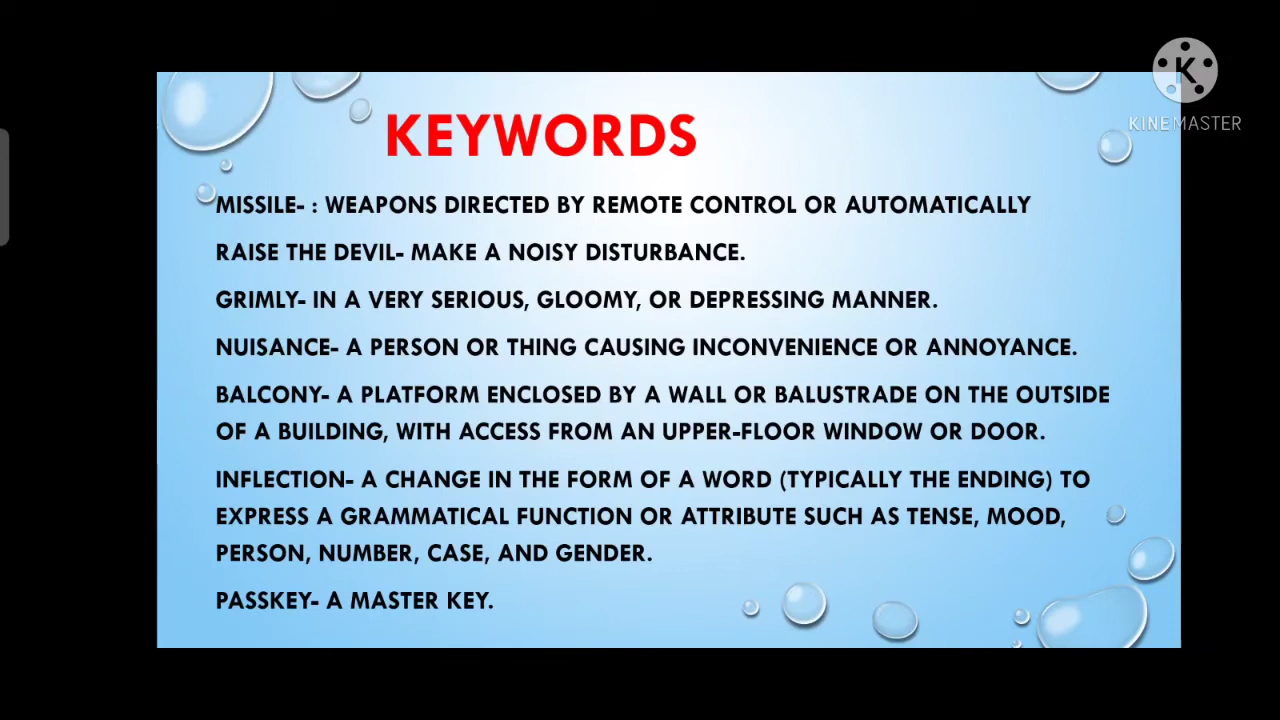 KEYWORDS
MISSILE- : WEAPONS DIRECTED BY REMOTE CONTROL OR AUTOMATICALLY
RAISE THE DEVIL- MAKE A NOISY DISTURBANCE.
GRIMLY- IN A VERY SERIOUS, GLOOMY, OR DEPRESSING MANNER.
NUISANCE- A PERSON OR THING CAUSING INCONVENIENCE OR ANNOYANCE.
BALCONY- A PLATFORM ENCLOSED BY A WALL OR BALUSTRADE ON THE OUTSIDE
OF A BUILDING, WITH ACCESS FROM AN UPPER-FLOOR WINDOW OR DOOR.
INFLECTION- A CHANGE IN THE FORM OF A WORD (TYPICALLY THE ENDING) TO
EXPRESS A GRAMMATICAL FUNCTION OR ATTRIBUTE SUCH AS TENSE, MOOD,
PERSON, NUMBER, CASE, AND GENDER.
PASSKEY- A MASTER KEY.
K
KINEMASTER